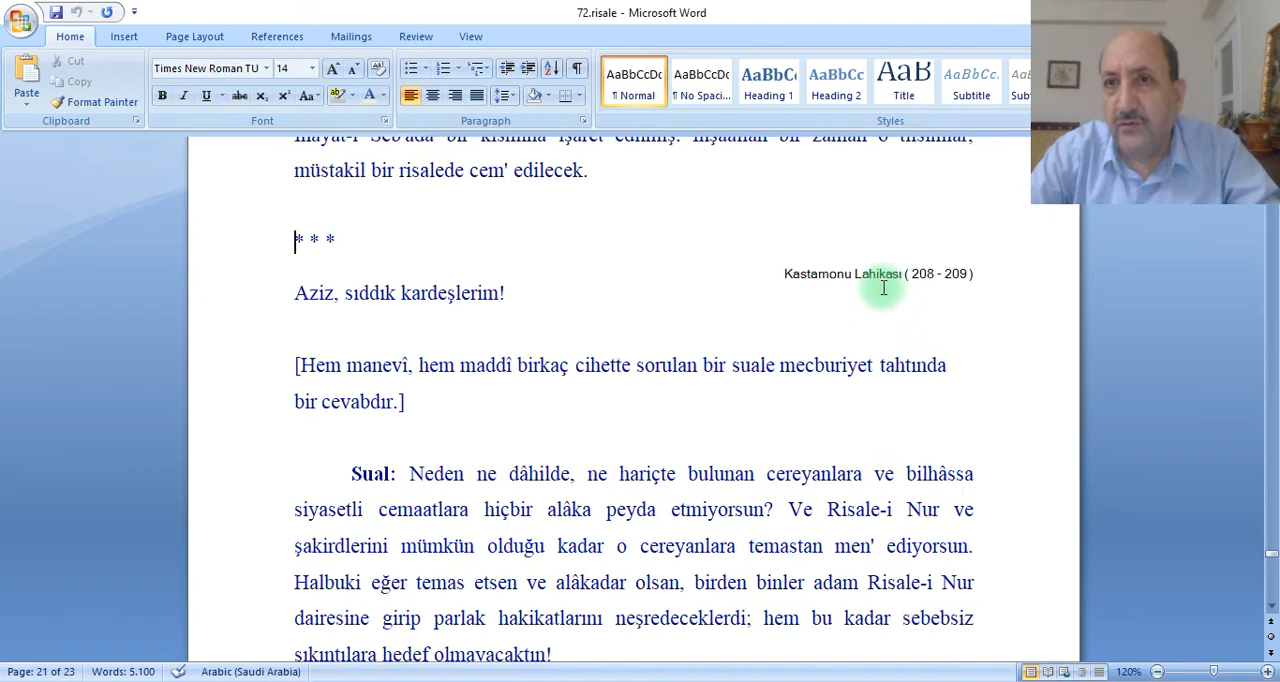 72.risale - Microsoft Word
Home Insert Page Layout References Mailings Review View
Cut
Copy
Format Painter
Paste
Times New Roman TU 14
AaBbCcDc AaBbCcDc AaBbC AaBbCc AaB AaBbCc.
¶ Normal ¶ No Spaci... Heading 1 Heading 2 Title Subtitle
Clipboard Font Paragraph Styles
müstakil bir risalede cem' edilecek.
* * *
Kastamonu Lahikası ( 208 - 209 )
Aziz, sıddık kardeşlerim!
[Hem manevî, hem maddî birkaç cihette sorulan bir suale mecburiyet tahtında
bir cevabdır.]
Sual: Neden ne dâhilde, ne hariçte bulunan cereyanlara ve bilhâssa
siyasetli cemaatlara hiçbir alâka peyda etmiyorsun? Ve Risale-i Nur ve
şakirdlerini mümkün olduğu kadar o cereyanlara temastan men' ediyorsun.
Halbuki eğer temas etsen ve alâkadar olsan, birden binler adam Risale-i Nur
dairesine girip parlak hakikatlarını neşredeceklerdi; hem bu kadar sebebsiz
sıkıntılara hedef olmayacaktın!
Page: 21 of 23 Words: 5.100 Arabic (Saudi Arabia) 120%